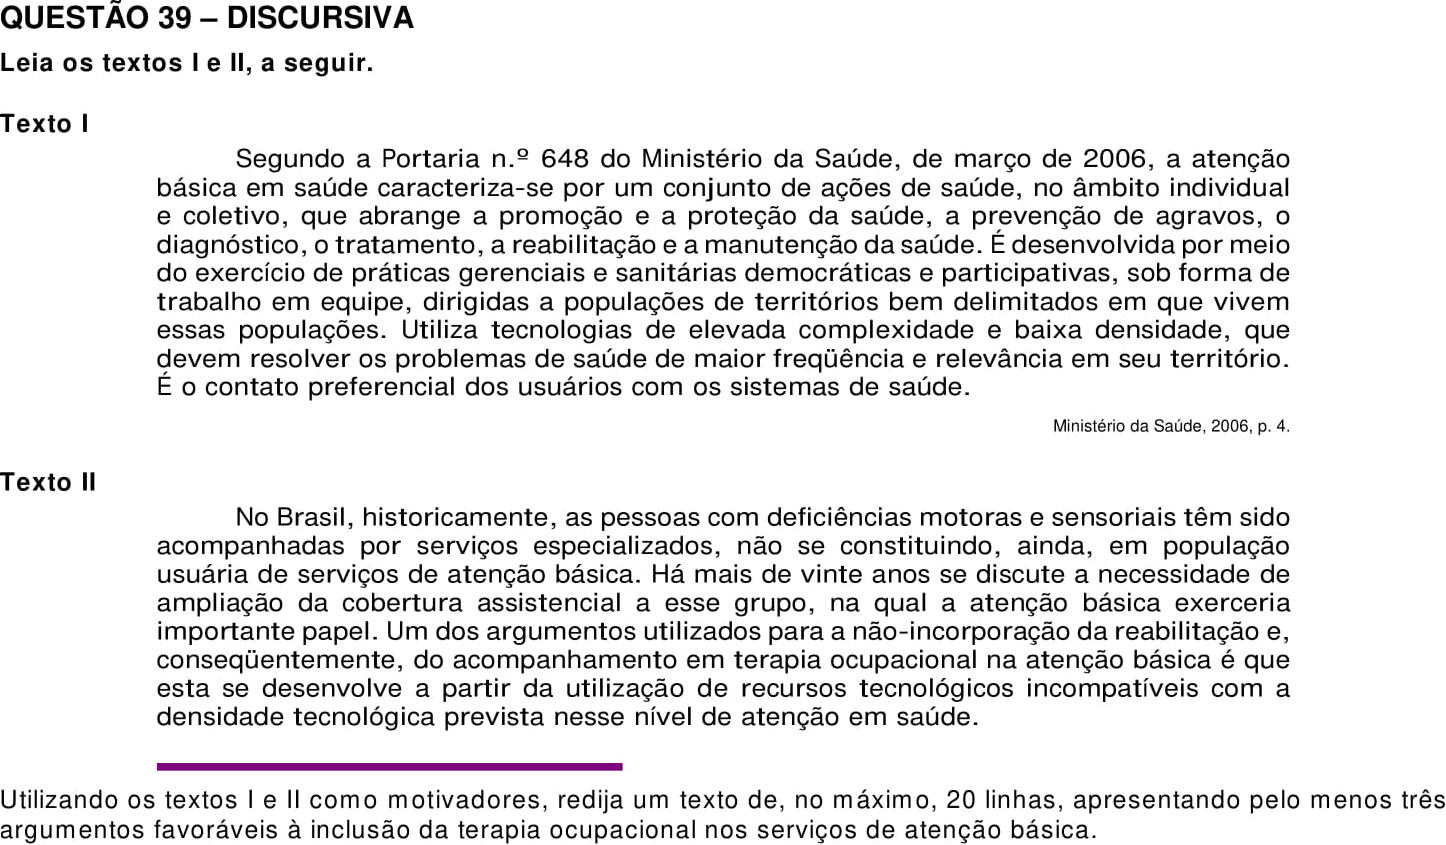 QUESTÃO 39 – DISCURSIVA
Leia os textos I e II, a seguir.
Texto I
Segundo a Portaria n.º 648 do Ministério da Saúde, de março de 2006, a atenção
básica em saúde caracteriza-se por um conjunto de ações de saúde, no âmbito individual
e coletivo, que abrange a promoção e a proteção da saúde, a prevenção de agravos, o
diagnóstico, o tratamento, a reabilitação e a manutenção da saúde. É desenvolvida por meio
do exercício de práticas gerenciais e sanitárias democráticas e participativas, sob forma de
trabalho em equipe, dirigidas a populações de territórios bem delimitados em que vivem
essas populações. Utiliza tecnologias de elevada complexidade e baixa densidade, que
devem resolver os problemas de saúde de maior freqüência e relevância em seu território.
É o contato preferencial dos usuários com os sistemas de saúde.
Ministério da Saúde, 2006, p. 4.
Texto II
No Brasil, historicamente, as pessoas com deficiências motoras e sensoriais têm sido
acompanhadas por serviços especializados, não se constituindo, ainda, em população
usuária de serviços de atenção básica. Há mais de vinte anos se discute a necessidade de
ampliação da cobertura assistencial a esse grupo, na qual a atenção básica exerceria
importante papel. Um dos argumentos utilizados para a não-incorporação da reabilitação e,
conseqüentemente, do acompanhamento em terapia ocupacional na atenção básica é que
esta se desenvolve a partir da utilização de recursos tecnológicos incompatíveis com a
densidade tecnológica prevista nesse nível de atenção em saúde.
Utilizando os textos I e II como motivadores, redija um texto de, no máximo, 20 linhas, apresentando pelo menos três
argumentos favoráveis à inclusão da terapia ocupacional nos serviços de atenção básica.